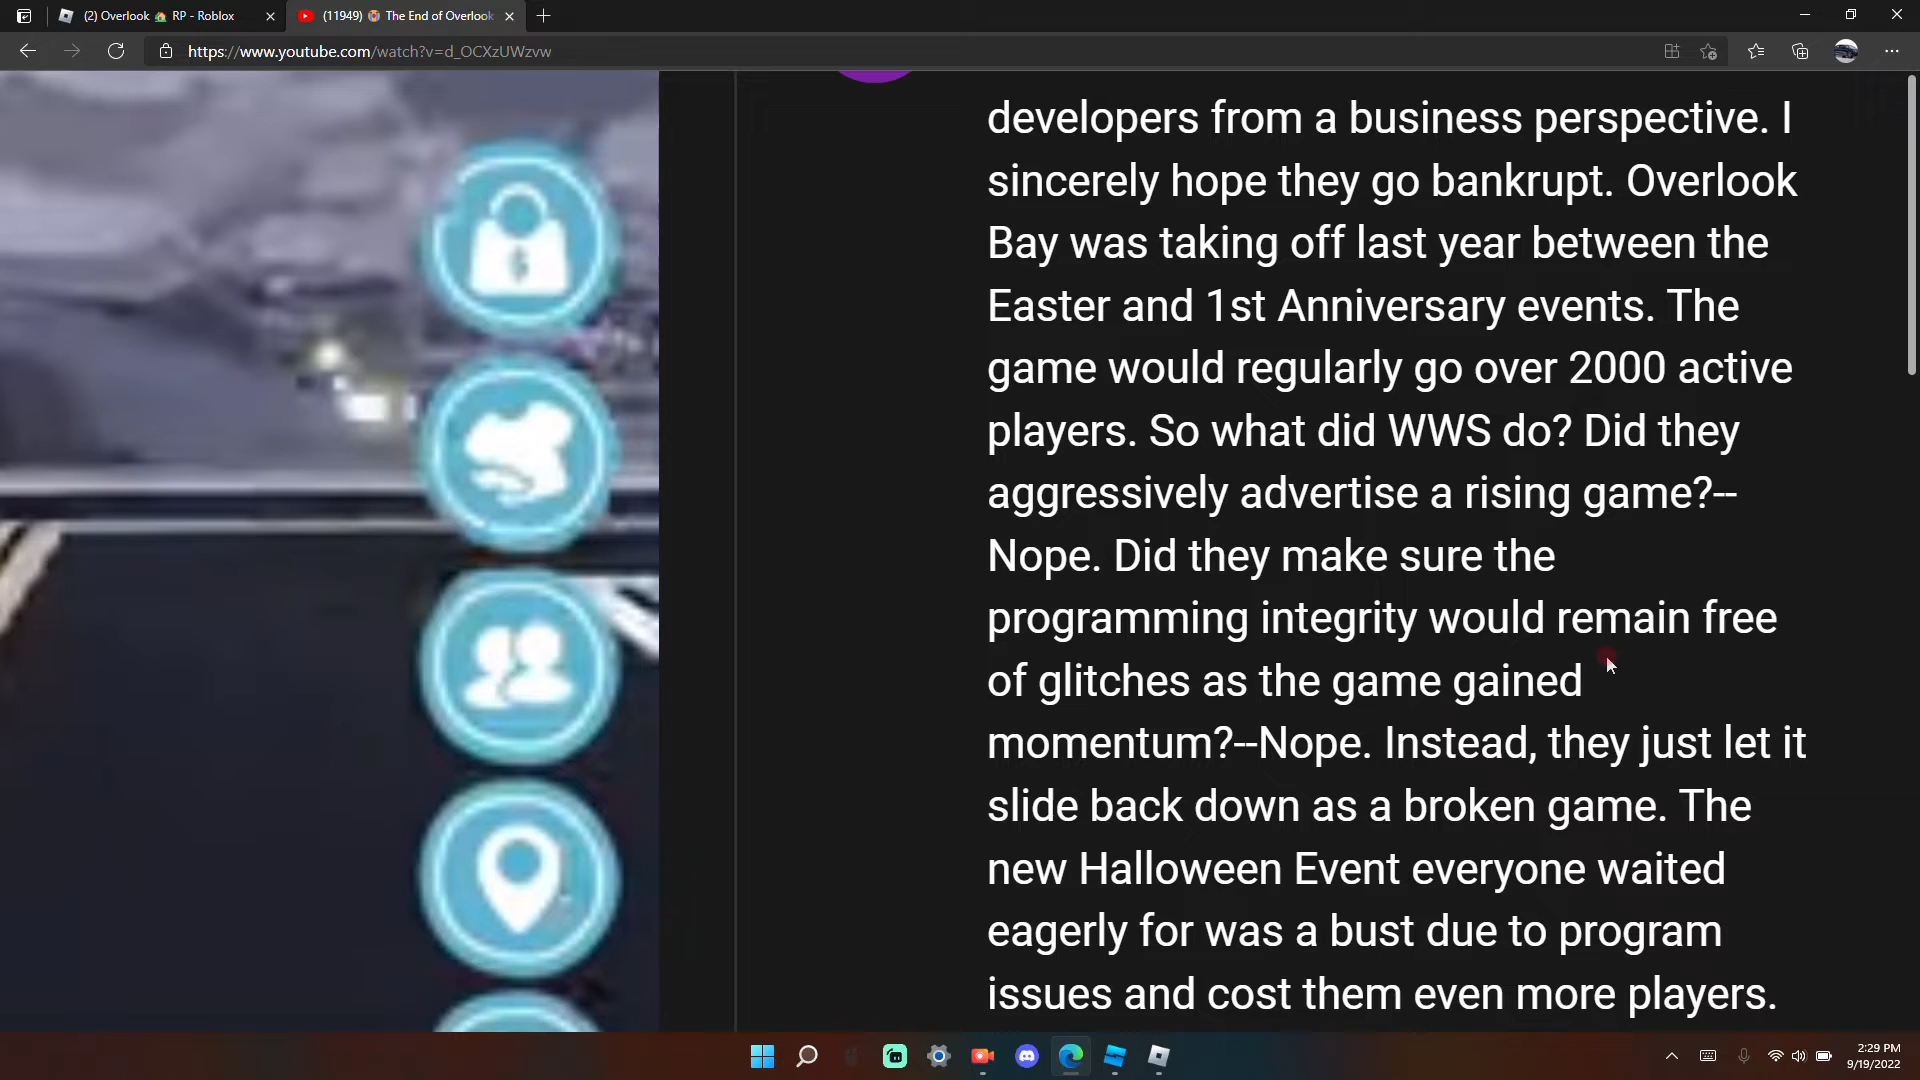 (2) Overlook 🏠 RP - Roblox
(11949) The End of Overlook
https://www.youtube.com/watch?v=d_OCXzUWzvw
developers from a business perspective. I
sincerely hope they go bankrupt. Overlook
Bay was taking off last year between the
Easter and 1st Anniversary events. The
game would regularly go over 2000 active
players. So what did WWS do? Did they
aggressively advertise a rising game?--
Nope. Did they make sure the
programming integrity would remain free
of glitches as the game gained
momentum?--Nope. Instead, they just let it
slide back down as a broken game. The
new Halloween Event everyone waited
eagerly for was a bust due to program
issues and cost them even more players.
2:29 PM
9/19/2022